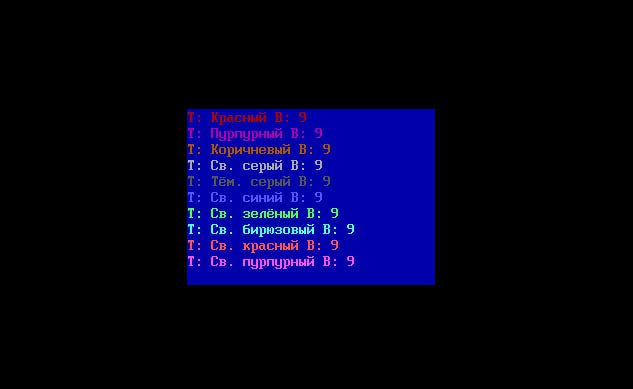 Т: Красный В: 9
Т: Пурпурный В: 9
Т: Коричневый В: 9
Т: Св. серый В: 9
Т: Тём. серый В: 9
Т: Св. синий В: 9
Т: Св. зелёный В: 9
Т: Св. бирюзовый В: 9
Т: Св. красный В: 9
Т: Св. пурпурный В: 9